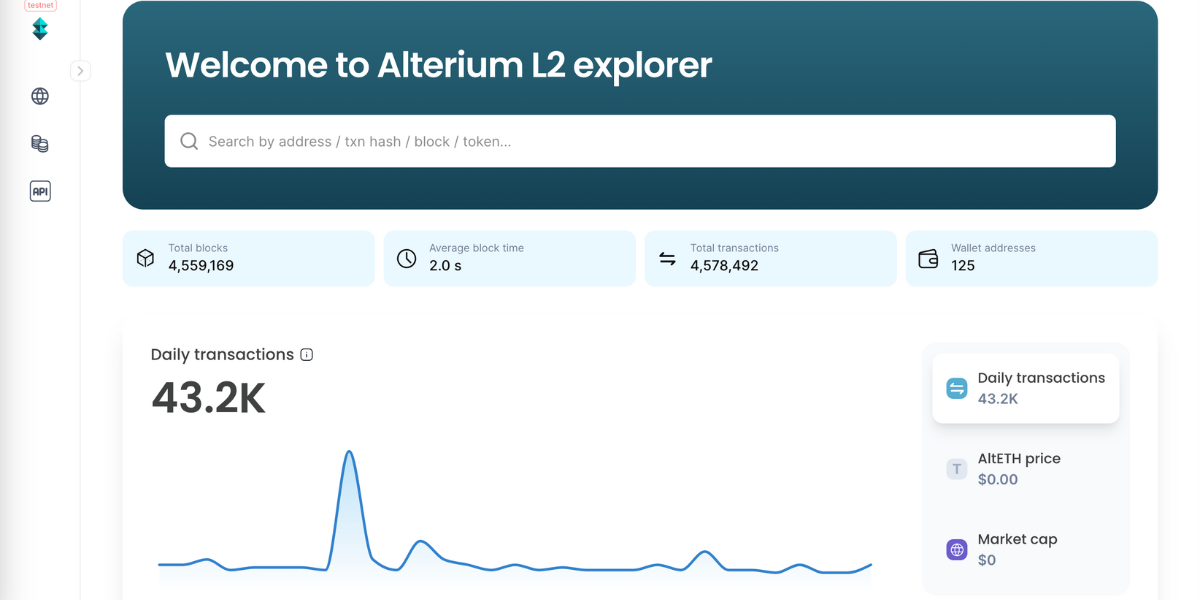 testnet
Welcome to Alterium L2 explorer
Search by address / txn hash / block / token...
API
Total blocks
4,559,169
Average block time
2.0 s
Total transactions
4,578,492
Wallet addresses
125
Daily transactions
43.2K
Daily transactions
43.2K
T
AltETH price
$0.00
Market cap
$0